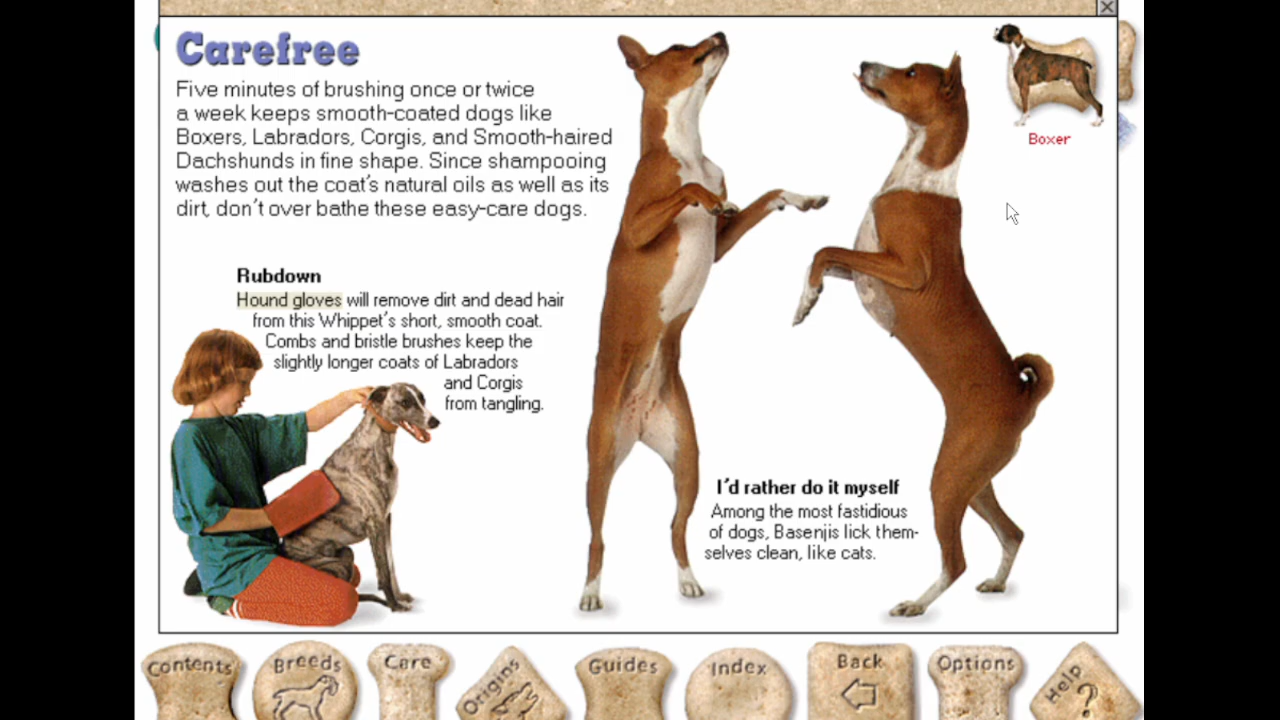 Carefree
Five minutes of brushing once or twice
a week keeps smooth-coated dogs like
Boxers, Labradors, Corgis, and Smooth-haired
Dachshunds in fine shape. Since shampooing
washes out the coat's natural oils as well as its
dirt, don't over bathe these easy-care dogs.
Boxer
Rubdown
Hound gloves will remove dirt and dead hair
from this Whippet's short, smooth coat.
Combs and bristle brushes keep the
slightly longer coats of Labradors
and Corgis
from tangling.
I'd rather do it myself
Among the most fastidious
of dogs, Basenjis lick them-
selves clean, like cats.
Contents
Breeds
Care
Origins
Guides
Index
Back
Options
Help
?